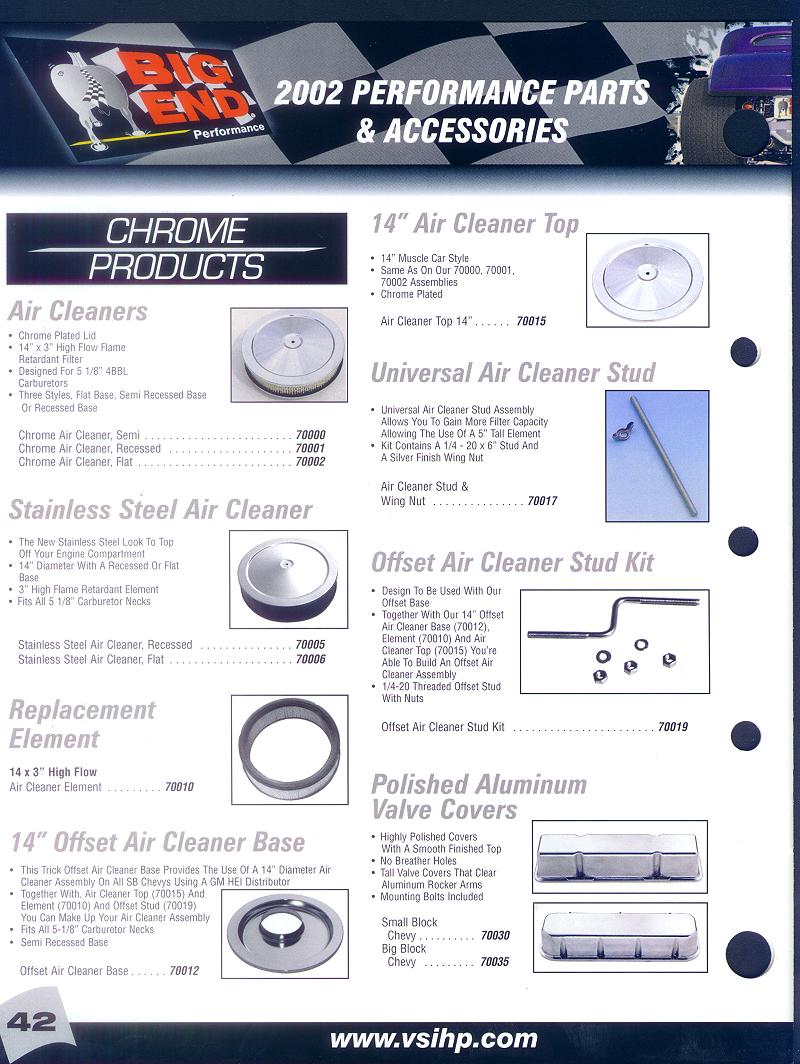 BIG
END
Performance
2002 PERFORMANCE PARTS
& ACCESSORIES
CHROME
PRODUCTS
Air Cleaners
• Chrome Plated Lid
• 14" x 3" High Flow Flame
Retardant Filter
• Designed For 5 1/8" 4BBL
Carburetors
• Three Styles, Flat Base, Semi Recessed Base
Or Recessed Base
Chrome Air Cleaner, Semi . . . . . . . . . . . . . . . . . . . . . . . . 70000
Chrome Air Cleaner, Recessed . . . . . . . . . . . . . . . . . . . . 70001
Chrome Air Cleaner, Flat . . . . . . . . . . . . . . . . . . . . . . . . . 70002
Stainless Steel Air Cleaner
• The New Stainless Steel Look To Top
Off Your Engine Compartment
• 14" Diameter With A Recessed Or Flat
Base
• 3" High Flame Retardant Element
• Fits All 5 1/8" Carburetor Necks
Stainless Steel Air Cleaner, Recessed . . . . . . . . . . . . . . . 70005
Stainless Steel Air Cleaner, Flat . . . . . . . . . . . . . . . . . . . . 70006
Replacement
Element
14 x 3" High Flow
Air Cleaner Element . . . . . . . . . 70010
14" Offset Air Cleaner Base
• This Trick Offset Air Cleaner Base Provides The Use Of A 14" Diameter Air
Cleaner Assembly On All SB Chevys Using A GM HEI Distributor
• Together With, Air Cleaner Top (70015) And
Element (70010) And Offset Stud (70019)
You Can Make Up Your Air Cleaner Assembly
• Fits All 5-1/8" Carburetor Necks
• Semi Recessed Base
Offset Air Cleaner Base . . . . . . 70012
14" Air Cleaner Top
• 14" Muscle Car Style
• Same As On Our 70000, 70001,
70002 Assemblies
• Chrome Plated
Air Cleaner Top 14" . . . . . . 70015
Universal Air Cleaner Stud
• Universal Air Cleaner Stud Assembly
Allows You To Gain More Filter Capacity
Allowing The Use Of A 5" Tall Element
• Kit Contains A 1/4 - 20 x 6" Stud And
A Silver Finish Wing Nut
Air Cleaner Stud &
Wing Nut . . . . . . . . . . . . . . . 70017
Offset Air Cleaner Stud Kit
• Design To Be Used With Our
Offset Base
• Together With Our 14" Offset
Air Cleaner Base (70012),
Element (70010) And Air
Cleaner Top (70015) You're
Able To Build An Offset Air
Cleaner Assembly
• 1/4-20 Threaded Offset Stud
With Nuts
Offset Air Cleaner Stud Kit . . . . . . . . . . . . . . . . . . . . . . . 70019
Polished Aluminum
Valve Covers
• Highly Polished Covers
With A Smooth Finished Top
• No Breather Holes
• Tall Valve Covers That Clear
Aluminum Rocker Arms
• Mounting Bolts Included
Small Block
Chevy . . . . . . . . . . 70030
Big Block
Chevy . . . . . . . . . 70035
42
www.vsihp.com